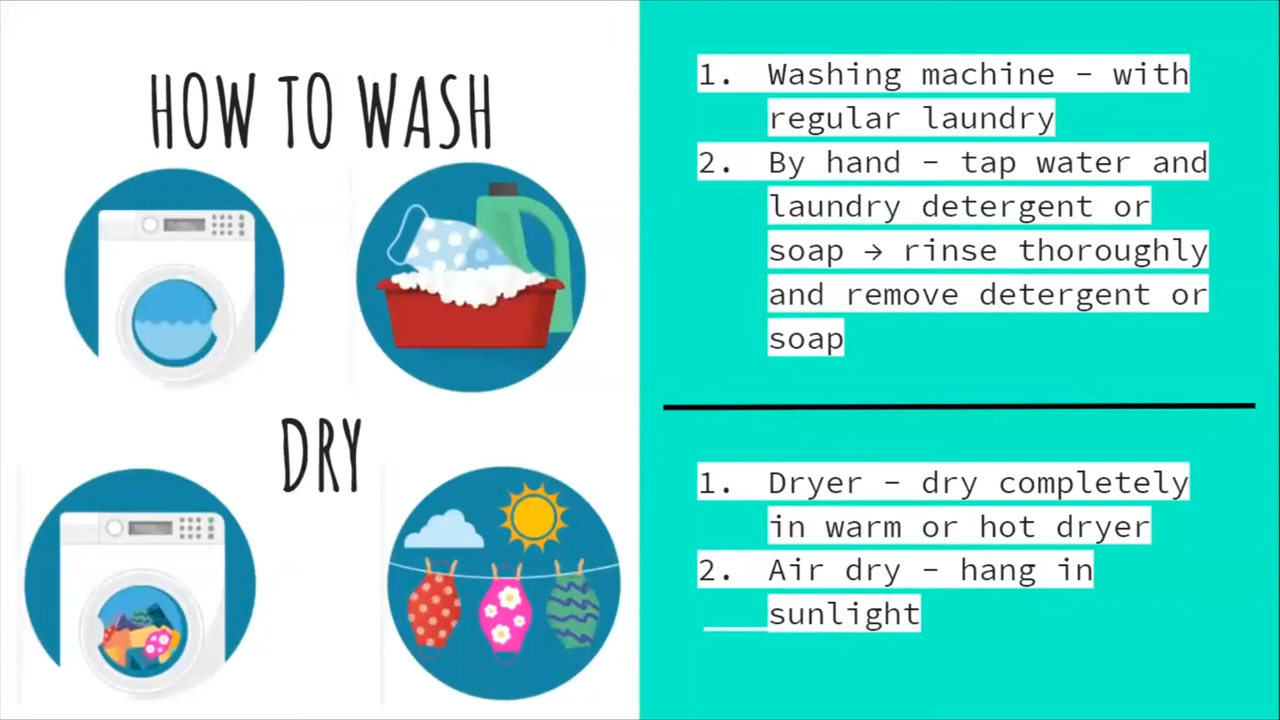 HOW TO WASH
DRY
1. Washing machine – with
regular laundry
2. By hand – tap water and
laundry detergent or
soap → rinse thoroughly
and remove detergent or
soap
1. Dryer – dry completely
in warm or hot dryer
2. Air dry – hang in
sunlight